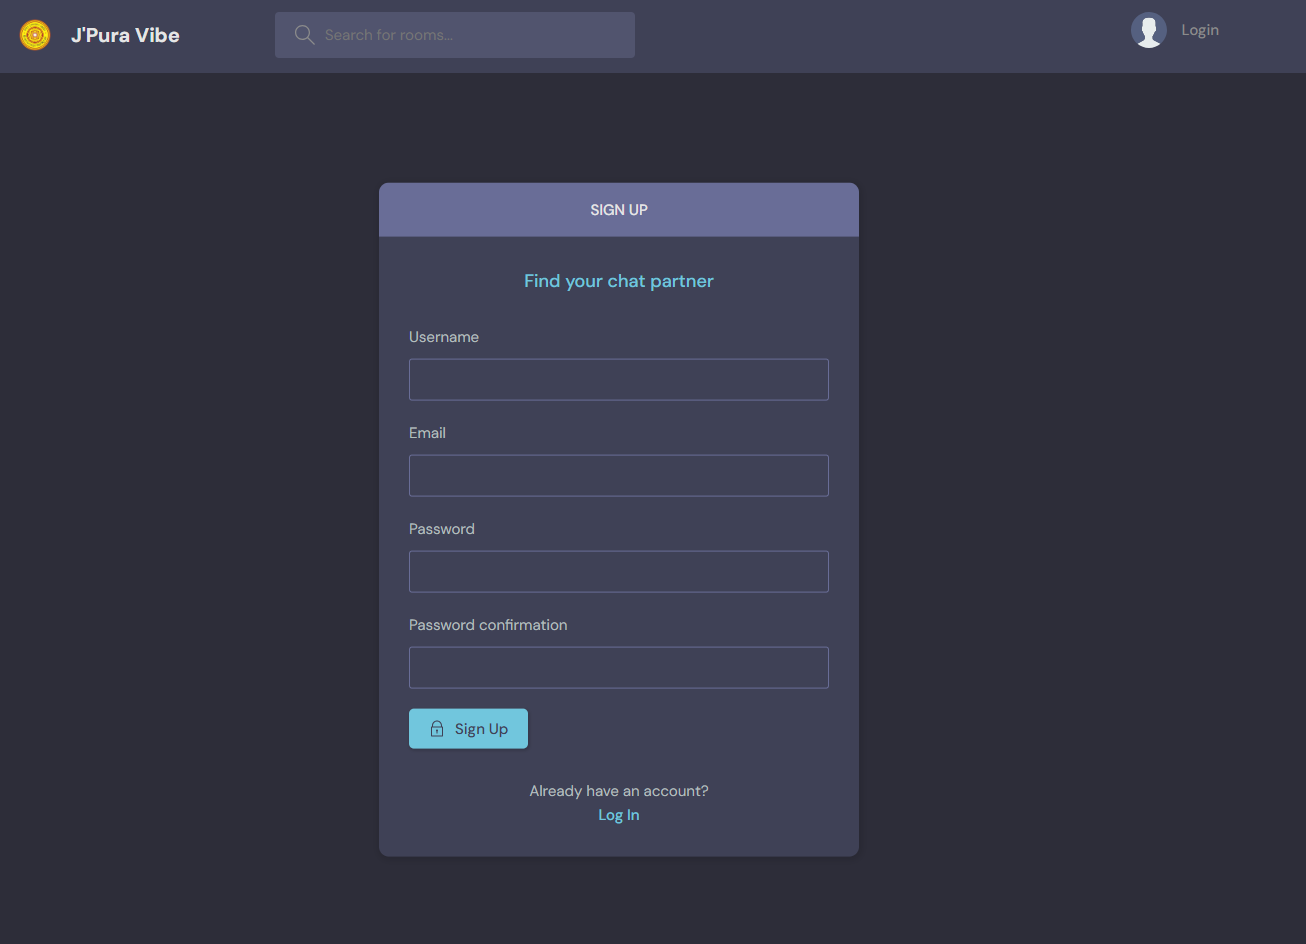 J'Pura Vibe
Search for rooms...
Login
SIGN UP
Find your chat partner
Username
Email
Password
Password confirmation
Sign Up
Already have an account?
Log In